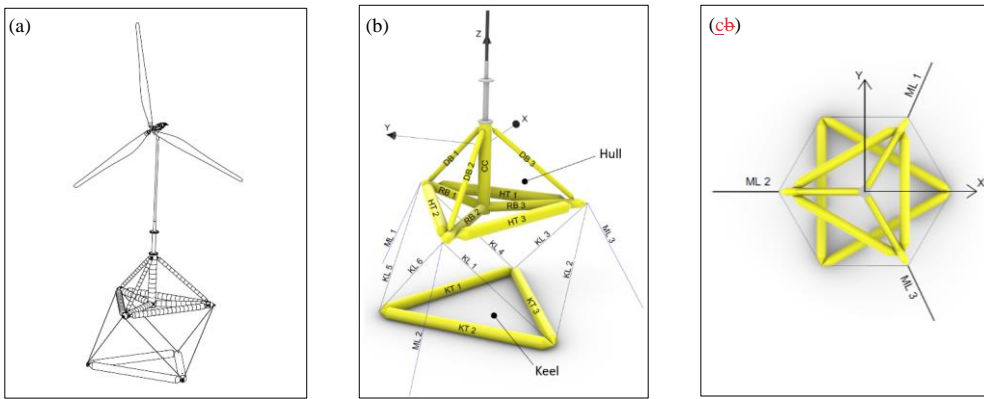 (a)
(b)
Z
X
Y
DB 1
DB 2
DB 3
CC
Hull
RB 1
HT 1
HT 2
RB 2
RB 3
HT 3
ML 1
KL 5
KL 6
KL 4
KL 1
KL 3
KL 2
ML 3
KT 1
KT 2
KT 3
ML 2
Keel
(cb)
Y
ML 1
ML 2
X
ML 3